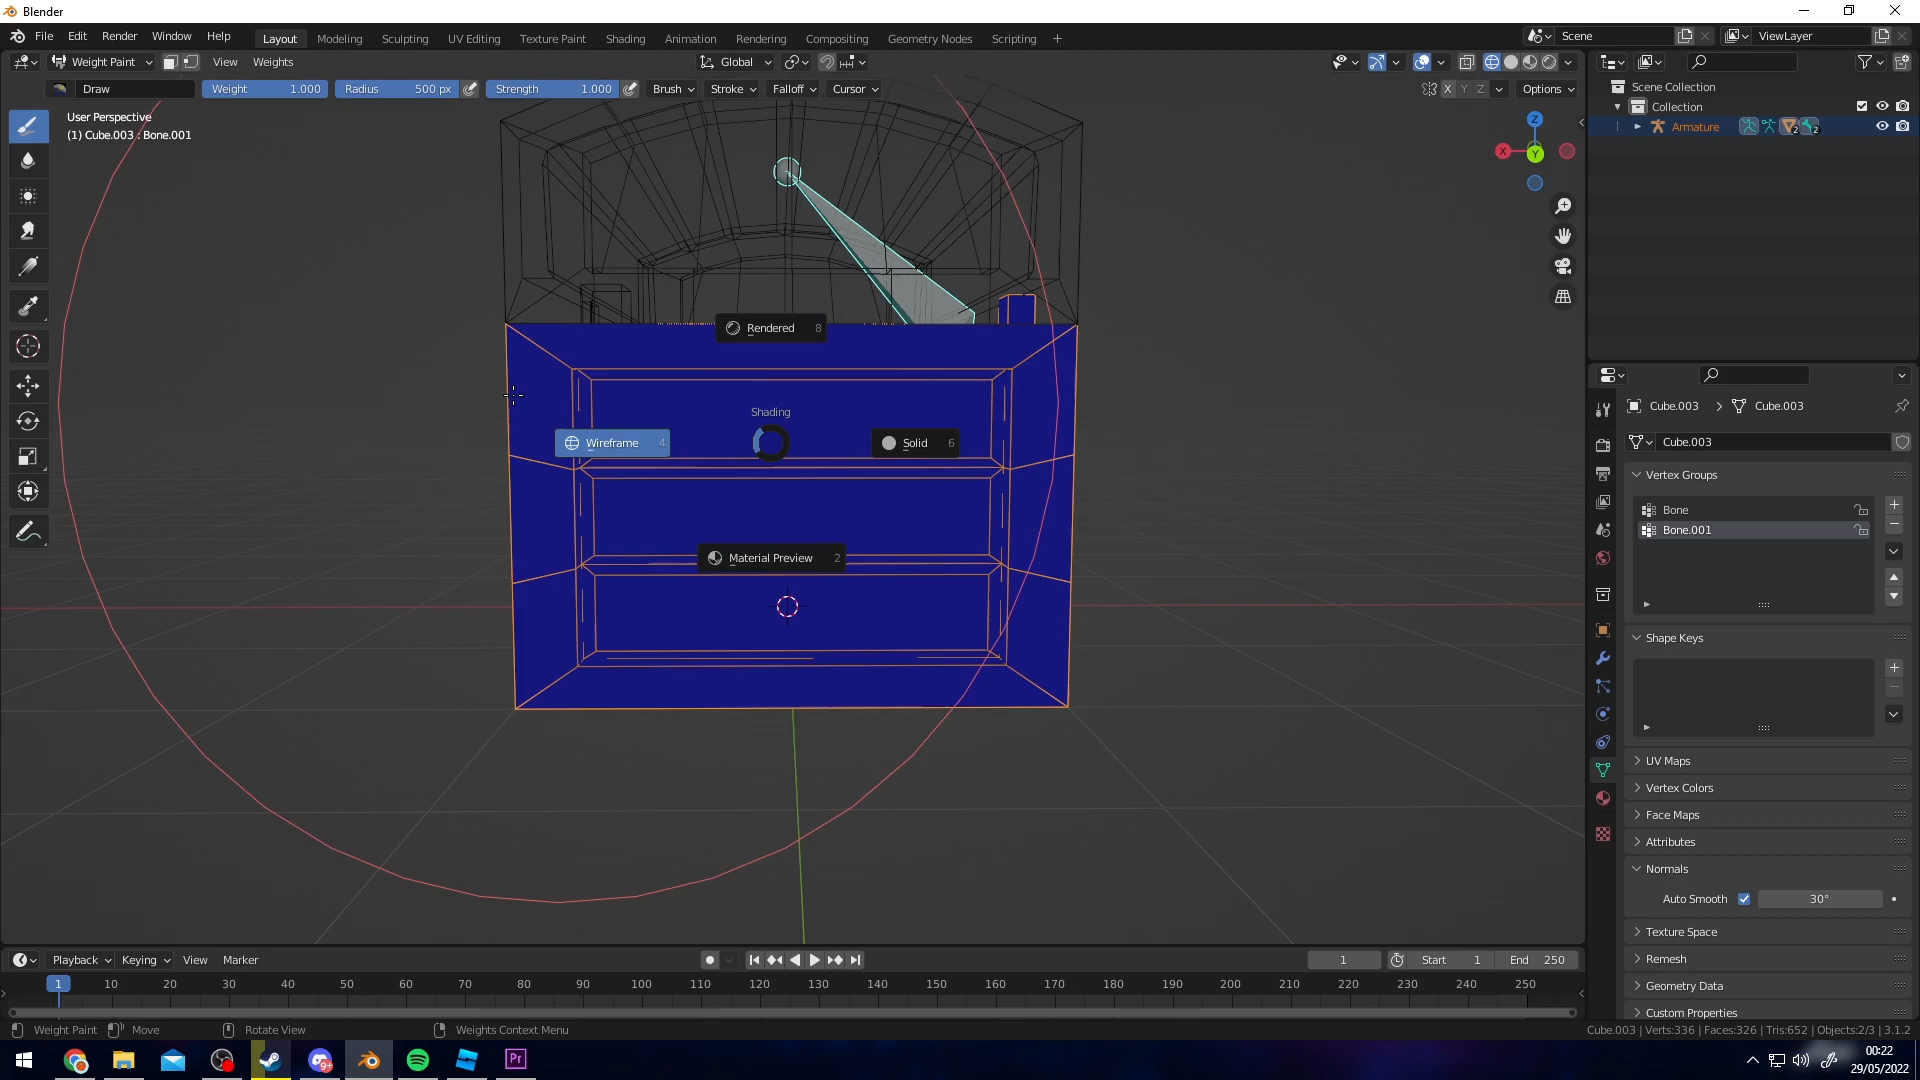 Blender
File Edit Render Window Help
Layout Modeling Sculpting UV Editing Texture Paint Shading Animation Rendering Compositing Geometry Nodes Scripting +
Scene
ViewLayer
Weight Paint View Weights
Global
Draw
Weight 1.000
Radius 500 px
Strength 1.000
Brush Stroke Falloff Cursor
X Y Z
Options
User Perspective
(1) Cube.003 : Bone.001
Z
X
Y
Rendered 8
Shading
Wireframe 4
Solid 6
Material Preview 2
Scene Collection
Collection
Armature
2
2
Cube.003 > Cube.003
Cube.003
Vertex Groups
Bone
Bone.001
Shape Keys
UV Maps
Vertex Colors
Face Maps
Attributes
Normals
Auto Smooth 30°
Texture Space
Remesh
Geometry Data
Custom Properties
Playback Keying View Marker
1
Start 1
End 250
1 10 20 30 40 50 60 70 80 90 100 110 120 130 140 150 160 170 180 190 200 210 220 230 240 250
Weight Paint Move Rotate View Weights Context Menu
Cube.003 | Verts:336 | Faces:326 | Tris:652 | Objects:2/3 | 3.1.2
9+
Pr
00:22
29/05/2022